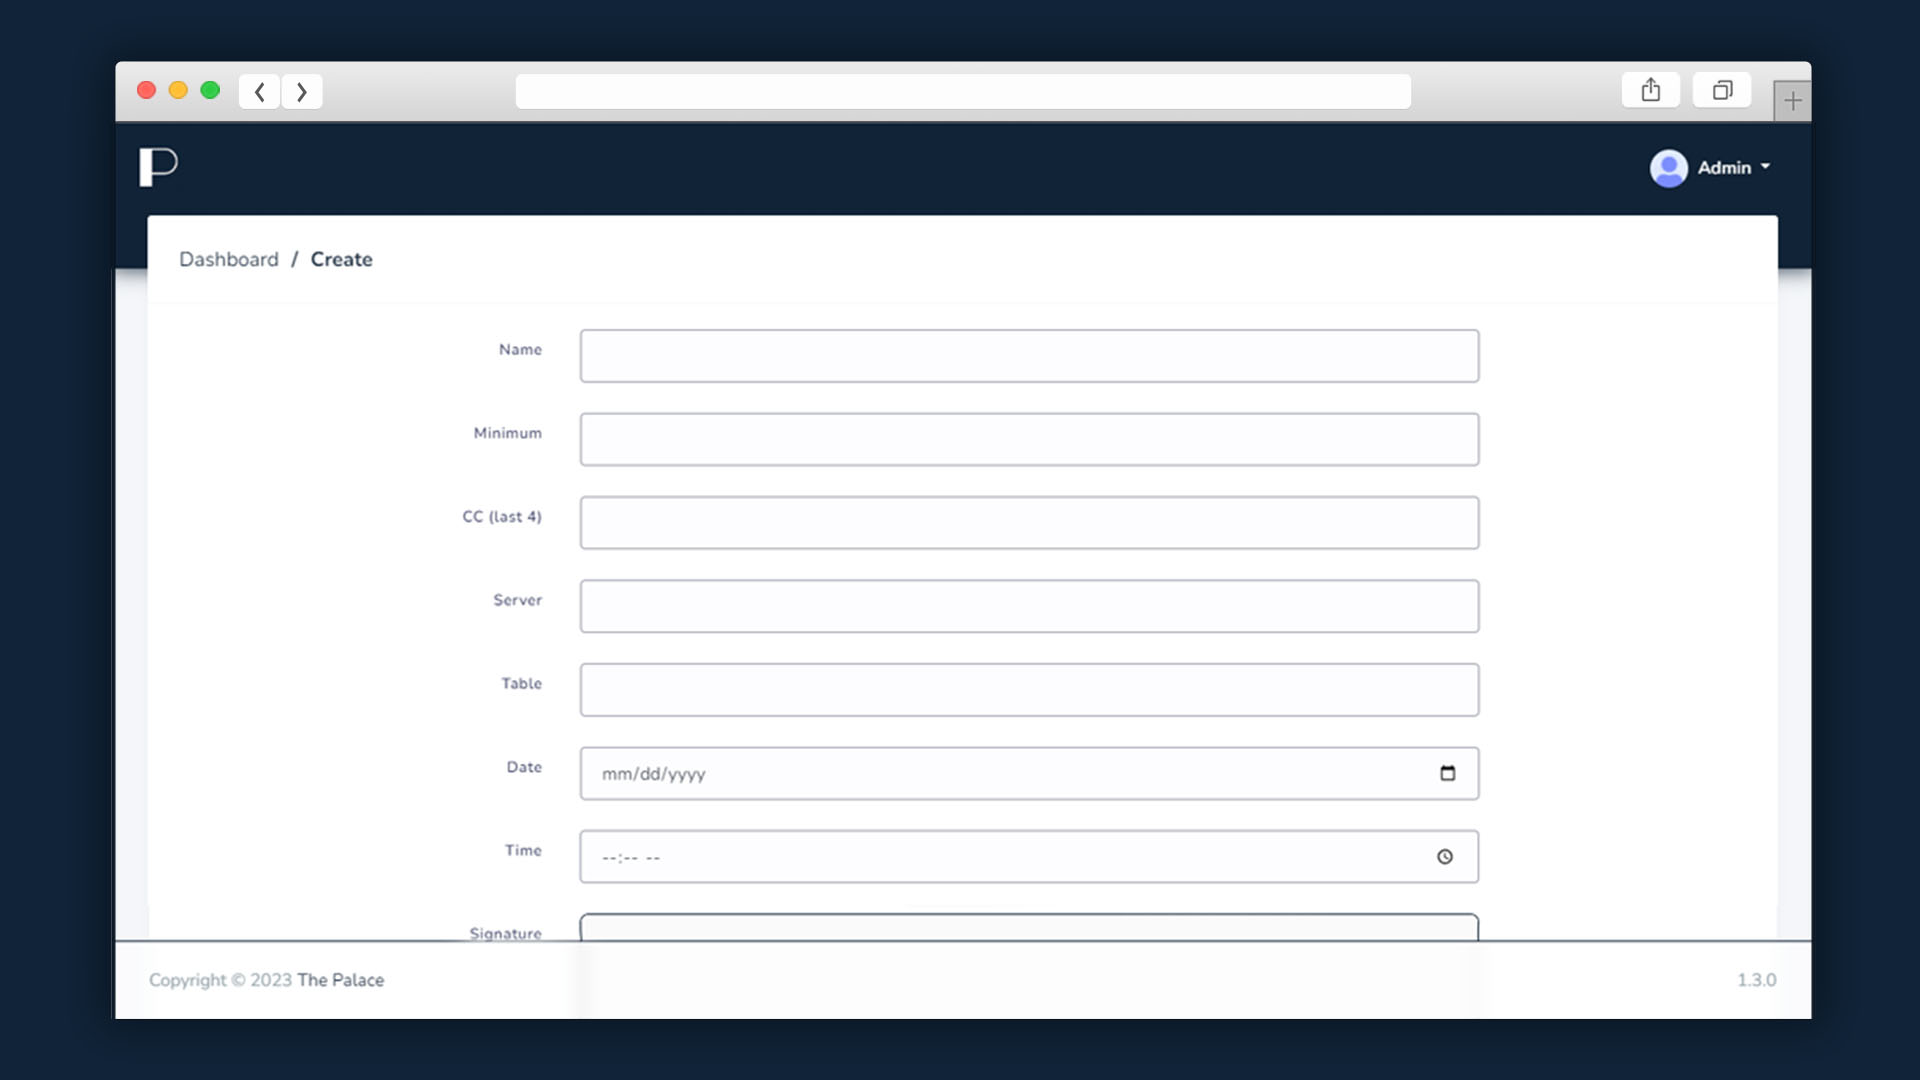 P
Admin
Dashboard / Create
Name
Minimum
CC (last 4)
Server
Table
Date
mm/dd/yyyy
Time
--:-- --
Signature
Copyright © 2023 The Palace
1.3.0